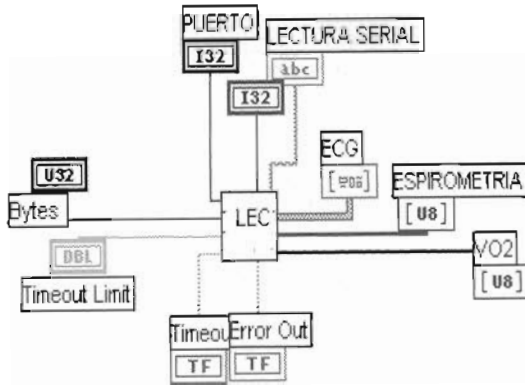 PUERTO
LECTURA SERIAL
I32
abc
I32
ECG
U32
ESPIROMETRIA
[U8]
Bytes
LEC
VO2
DBL
[U8]
Timeout Limit
Error Out
TF
TF